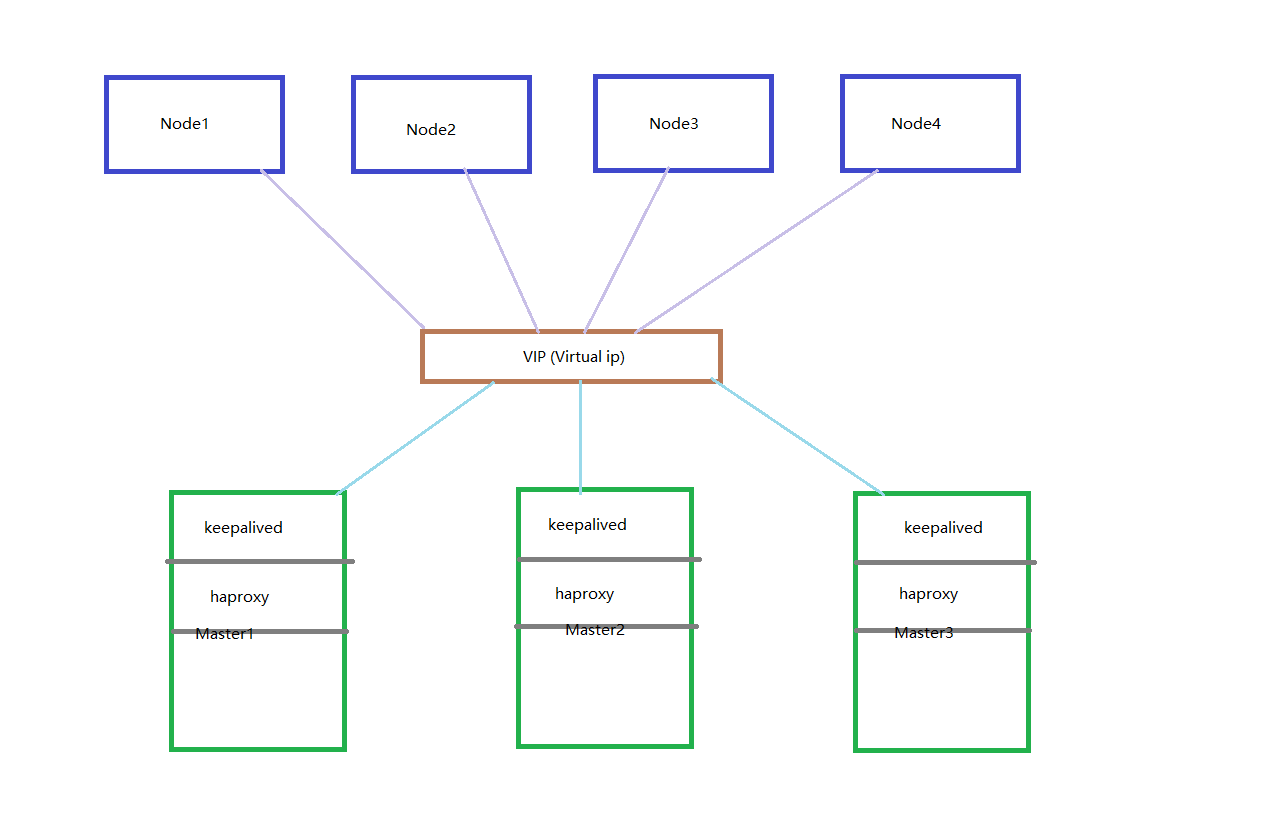 Node1
Node2
Node3
Node4
VIP (Virtual ip)
keepalived
keepalived
keepalived
haproxy
haproxy
haproxy
Master1
Master2
Master3